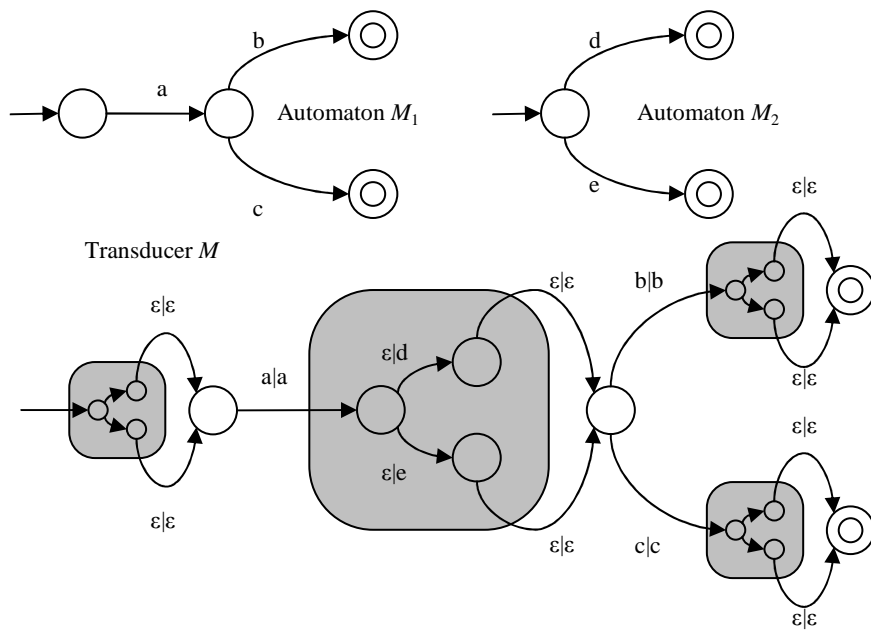 b
d
a
Automaton M₁
Automaton M₂
c
e
ε|ε
Transducer M
ε|ε
b|b
ε|ε
ε|d
a|a
ε|ε
ε|e
ε|ε
ε|ε
ε|ε
c|c
ε|ε